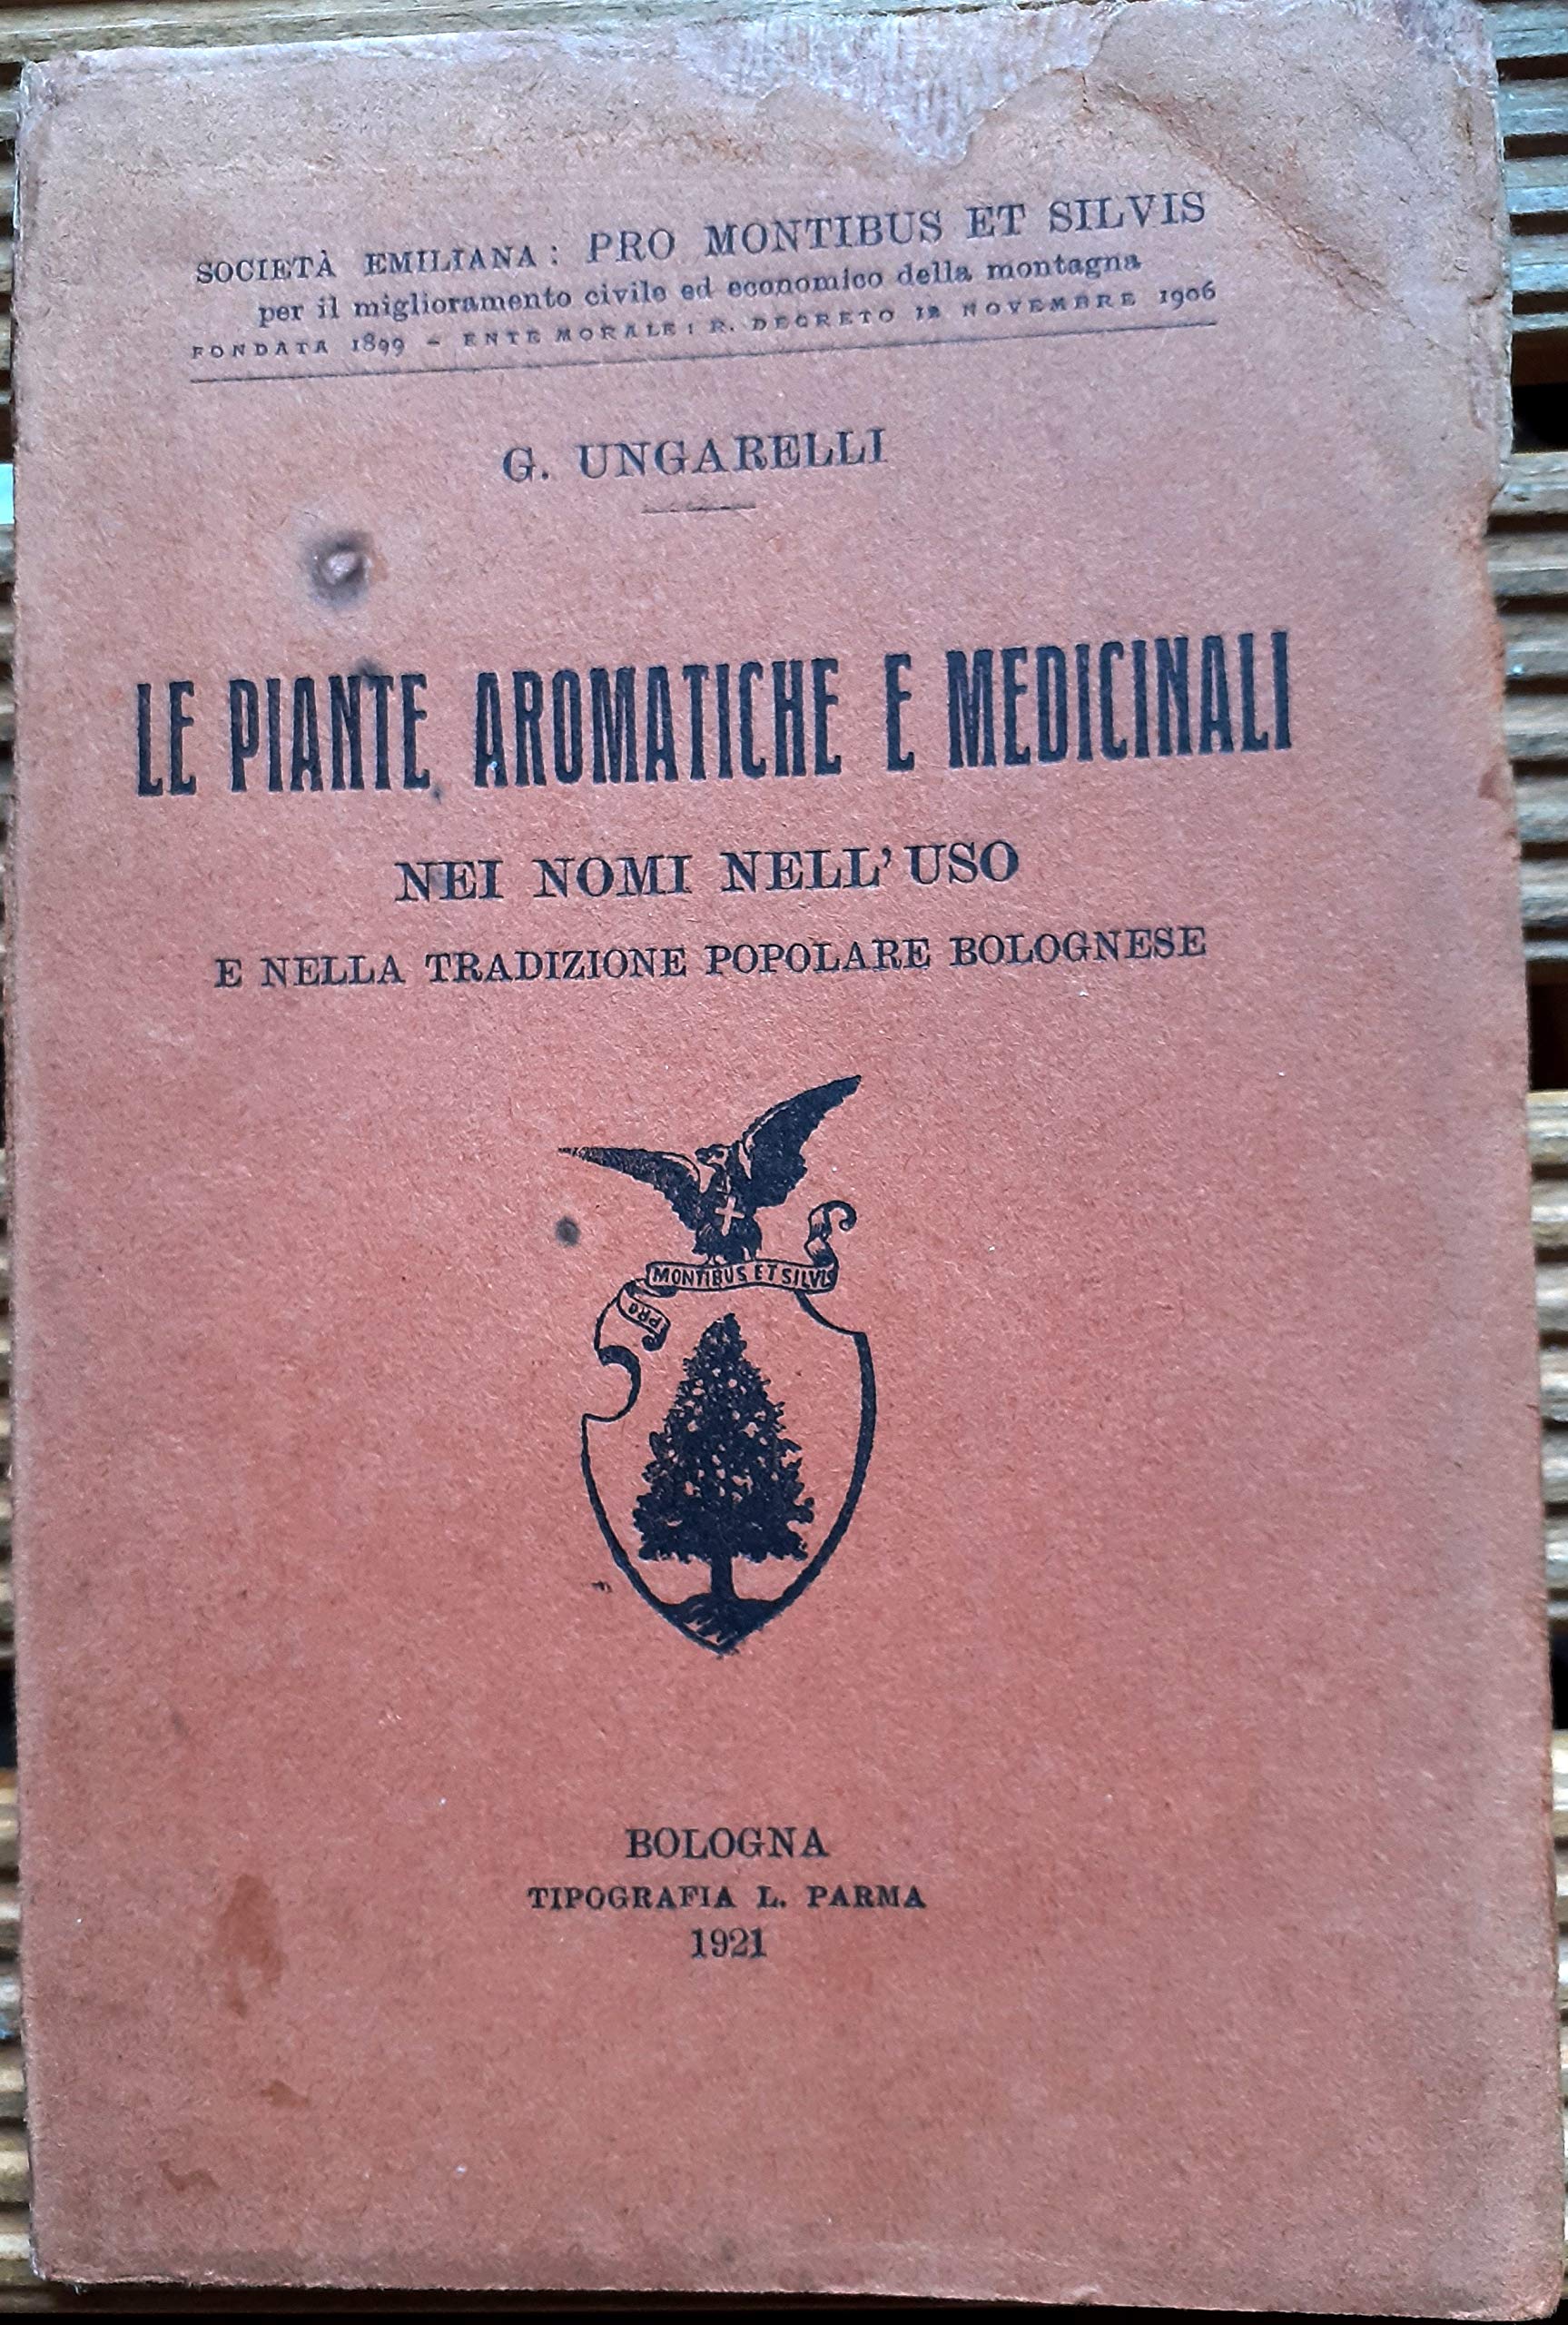 SOCIETÀ EMILIANA: PRO MONTIBUS ET SILVIS
per il miglioramento civile ed economico della montagna
FONDATA 1899 - ENTE MORALE: R. DECRETO 12 NOVEMBRE 1906
G. UNGARELLI
LE PIANTE AROMATICHE E MEDICINALI
NEI NOMI NELL'USO
E NELLA TRADIZIONE POPOLARE BOLOGNESE
PRO MONTIBUS ET SILVIS
BOLOGNA
TIPOGRAFIA L. PARMA
1921